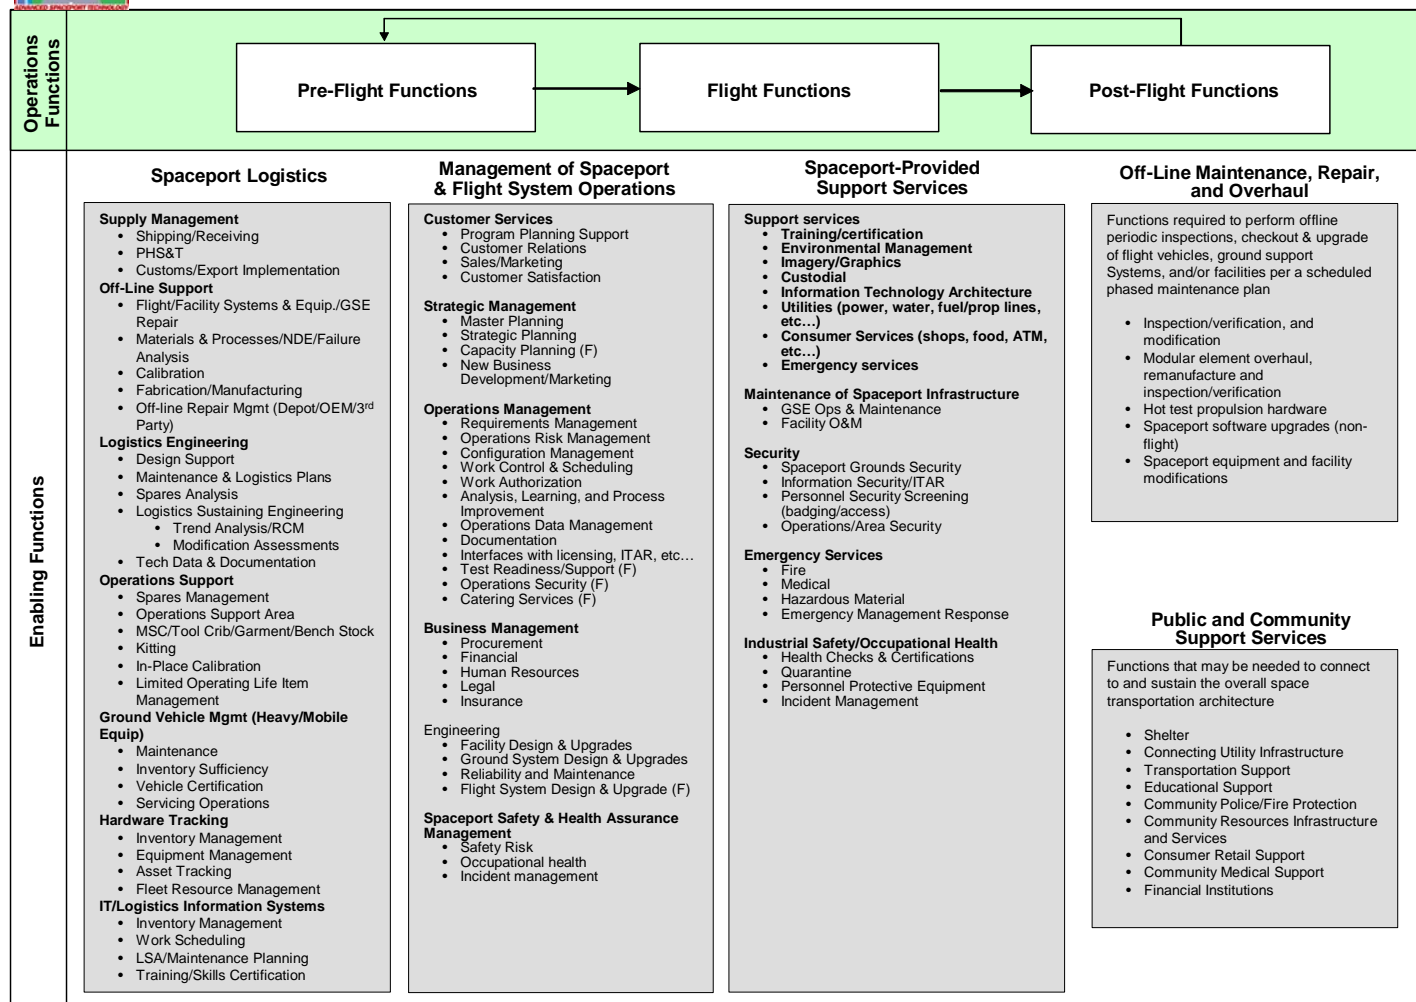 ADVANCED SPACEPORT TECHNOLOGY
Operations
Functions
Pre-Flight Functions
Flight Functions
Post-Flight Functions
Enabling Functions
Spaceport Logistics
Supply Management
• Shipping/Receiving
• PHS&T
• Customs/Export Implementation
Off-Line Support
• Flight/Facility Systems & Equip./GSE
Repair
• Materials & Processes/NDE/Failure
Analysis
• Calibration
• Fabrication/Manufacturing
• Off-line Repair Mgmt (Depot/OEM/3rd
Party)
Logistics Engineering
• Design Support
• Maintenance & Logistics Plans
• Spares Analysis
• Logistics Sustaining Engineering
• Trend Analysis/RCM
• Modification Assessments
• Tech Data & Documentation
Operations Support
• Spares Management
• Operations Support Area
• MSC/Tool Crib/Garment/Bench Stock
• Kitting
• In-Place Calibration
• Limited Operating Life Item
Management
Ground Vehicle Mgmt (Heavy/Mobile
Equip)
• Maintenance
• Inventory Sufficiency
• Vehicle Certification
• Servicing Operations
Hardware Tracking
• Inventory Management
• Equipment Management
• Asset Tracking
• Fleet Resource Management
IT/Logistics Information Systems
• Inventory Management
• Work Scheduling
• LSA/Maintenance Planning
• Training/Skills Certification
Management of Spaceport
& Flight System Operations
Customer Services
• Program Planning Support
• Customer Relations
• Sales/Marketing
• Customer Satisfaction
Strategic Management
• Master Planning
• Strategic Planning
• Capacity Planning (F)
• New Business
Development/Marketing
Operations Management
• Requirements Management
• Operations Risk Management
• Configuration Management
• Work Control & Scheduling
• Work Authorization
• Analysis, Learning, and Process
Improvement
• Operations Data Management
• Documentation
• Interfaces with licensing, ITAR, etc…
• Test Readiness/Support (F)
• Operations Security (F)
• Catering Services (F)
Business Management
• Procurement
• Financial
• Human Resources
• Legal
• Insurance
Engineering
• Facility Design & Upgrades
• Ground System Design & Upgrades
• Reliability and Maintenance
• Flight System Design & Upgrade (F)
Spaceport Safety & Health Assurance
Management
• Safety Risk
• Occupational health
• Incident management
Spaceport-Provided
Support Services
Support services
• Training/certification
• Environmental Management
• Imagery/Graphics
• Custodial
• Information Technology Architecture
• Utilities (power, water, fuel/prop lines,
etc…)
• Consumer Services (shops, food, ATM,
etc…)
• Emergency services
Maintenance of Spaceport Infrastructure
• GSE Ops & Maintenance
• Facility O&M
Security
• Spaceport Grounds Security
• Information Security/ITAR
• Personnel Security Screening
(badging/access)
• Operations/Area Security
Emergency Services
• Fire
• Medical
• Hazardous Material
• Emergency Management Response
Industrial Safety/Occupational Health
• Health Checks & Certifications
• Quarantine
• Personnel Protective Equipment
• Incident Management
Off-Line Maintenance, Repair,
and Overhaul
Functions required to perform offline
periodic inspections, checkout & upgrade
of flight vehicles, ground support
Systems, and/or facilities per a scheduled
phased maintenance plan
• Inspection/verification, and
modification
• Modular element overhaul,
remanufacture and
inspection/verification
• Hot test propulsion hardware
• Spaceport software upgrades (non-
flight)
• Spaceport equipment and facility
modifications
Public and Community
Support Services
Functions that may be needed to connect
to and sustain the overall space
transportation architecture
• Shelter
• Connecting Utility Infrastructure
• Transportation Support
• Educational Support
• Community Police/Fire Protection
• Community Resources Infrastructure
and Services
• Consumer Retail Support
• Community Medical Support
• Financial Institutions